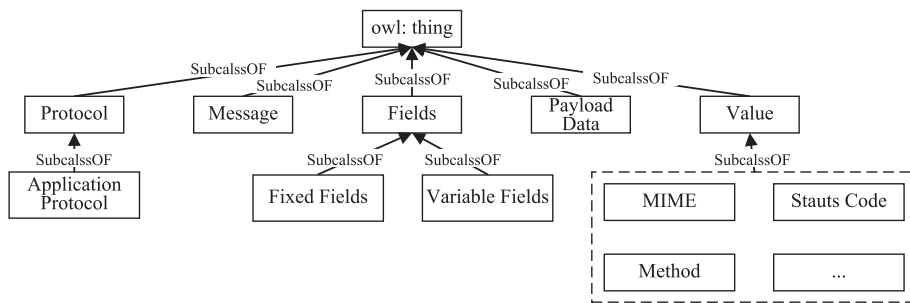 owl: thing
SubcalssOF
SubcalssOF
SubcalssOF
SubcalssOF
SubcalssOF
Protocol
Message
Fields
Payload
Data
Value
SubcalssOF
SubcalssOF
SubcalssOF
SubcalssOF
Application
Protocol
Fixed Fields
Variable Fields
MIME
Stauts Code
Method
...